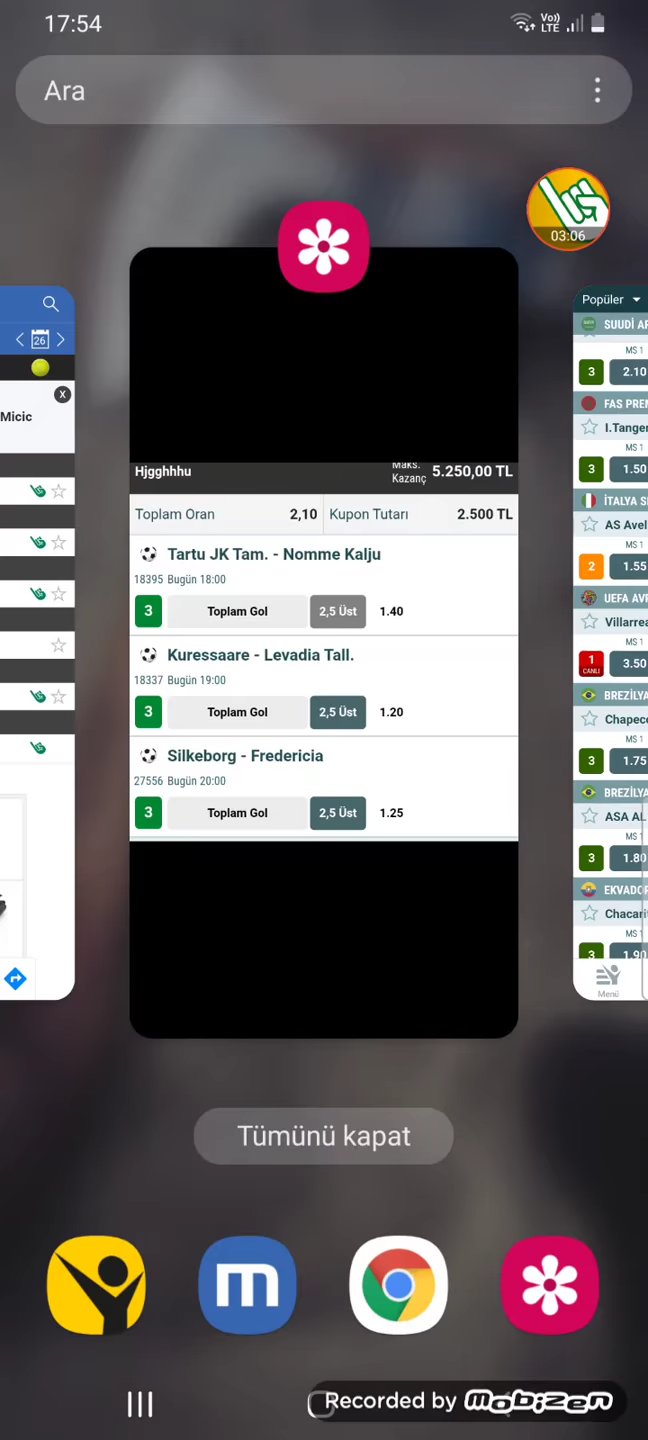 17:54
Vo))
LTE
Ara
03:06
26
X
Micic
Hjgghhhu
Maks.
Kazanç
5.250,00 TL
Toplam Oran 2,10
Kupon Tutarı 2.500 TL
Tartu JK Tam. - Nomme Kalju
18395 Bugün 18:00
3 Toplam Gol 2,5 Üst 1.40
Kuressaare - Levadia Tall.
18337 Bugün 19:00
3 Toplam Gol 2,5 Üst 1.20
Silkeborg - Fredericia
27556 Bugün 20:00
3 Toplam Gol 2,5 Üst 1.25
Popüler
SUUDİ AR
MS 1
3 2.10
FAS PREM
I.Tanger
MS 1
3 1.50
İTALYA SE
AS Avel
MS 1
2 1.55
UEFA AVR
Villarrea
MS 1
1 CANLI 3.50
BREZİLYA
Chapeco
MS 1
3 1.75
BREZİLYA
ASA AL
MS 1
3 1.80
EKVADOR
Chacarit
MS 1
3 1.90
Menü
Tümünü kapat
m
Recorded by mobizen